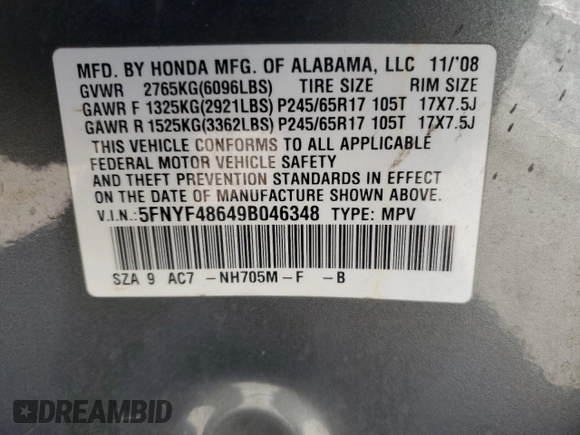 MFD. BY HONDA MFG. OF ALABAMA, LLC 11/'08
GVWR 2765KG(6096LBS) TIRE SIZE RIM SIZE
GAWR F 1325KG(2921LBS) P245/65R17 105T 17X7.5J
GAWR R 1525KG(3362LBS) P245/65R17 105T 17X7.5J
THIS VEHICLE CONFORMS TO ALL APPLICABLE
FEDERAL MOTOR VEHICLE SAFETY
AND THEFT PREVENTION STANDARDS IN EFFECT
ON THE DATE OF MANUFACTURE SHOWN ABOVE.
V.I.N.: 5FNYF48649B046348 TYPE: MPV
SZA 9 AC7 -NH705M-F -B
DREAMBID